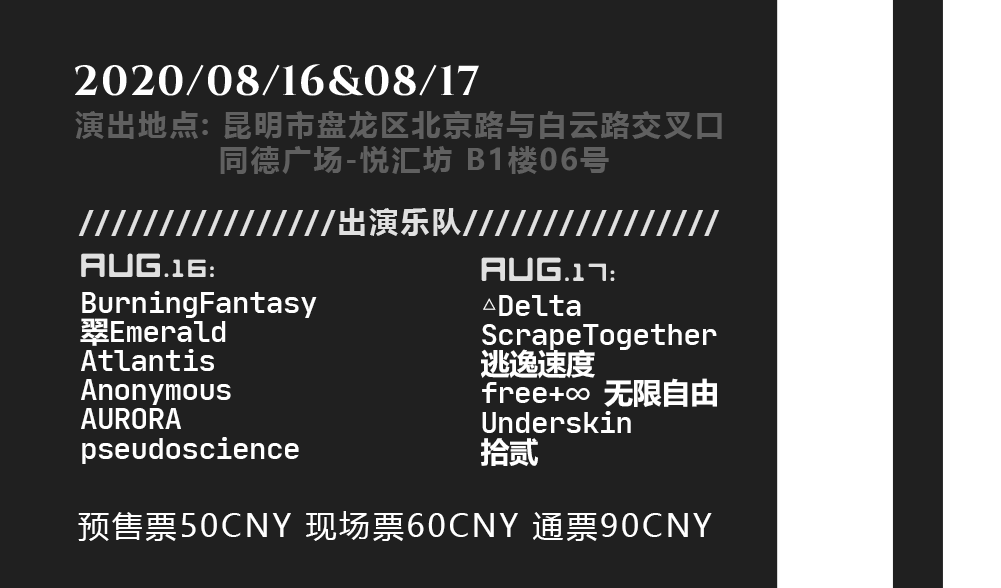 2020/08/16&08/17
演出地点: 昆明市盘龙区北京路与白云路交叉口
同德广场-悦汇坊 B1楼06号
////////////////出演乐队////////////////
AUG.16:
BurningFantasy
翠Emerald
Atlantis
Anonymous
AURORA
pseudoscience
AUG.17:
△Delta
ScrapeTogether
逃逸速度
free+∞ 无限自由
Underskin
拾贰
预售票50CNY 现场票60CNY 通票90CNY